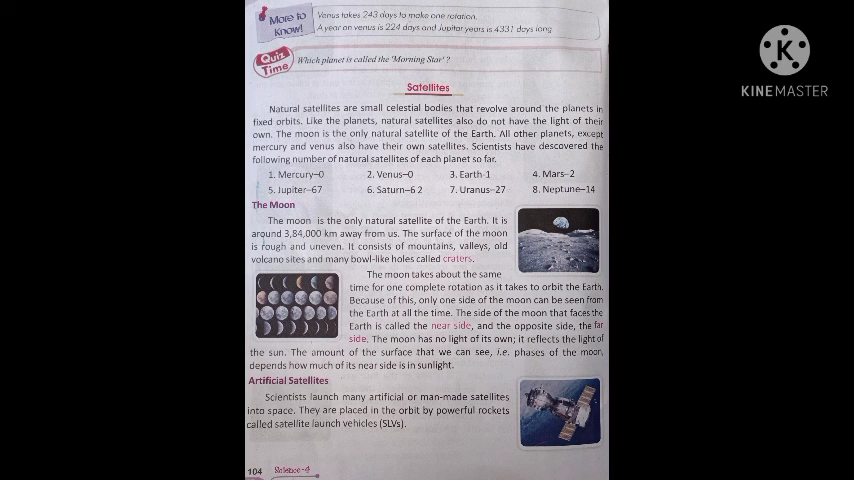 More to Know!
Venus takes 243 days to make one rotation.
A year on venus is 224 days and Jupitar years is 4331 days long
Quiz Time
Which planet is called the 'Morning Star' ?
Satellites
Natural satellites are small celestial bodies that revolve around the planets in
fixed orbits. Like the planets, natural satellites also do not have the light of their
own. The moon is the only natural satellite of the Earth. All other planets, except
mercury and venus also have their own satellites. Scientists have descovered the
following number of natural satellites of each planet so far.
1. Mercury–0 2. Venus–0 3. Earth-1 4. Mars–2
5. Jupiter–67 6. Saturn–6 2 7. Uranus–27 8. Neptune–14
The Moon
The moon is the only natural satellite of the Earth. It is
around 3,84,000 km away from us. The surface of the moon
is rough and uneven. It consists of mountains, valleys, old
volcano sites and many bowl-like holes called craters.
The moon takes about the same
time for one complete rotation as it takes to orbit the Earth.
Because of this, only one side of the moon can be seen from
the Earth at all the time. The side of the moon that faces the
Earth is called the near side, and the opposite side, the far
side. The moon has no light of its own; it reflects the light of
the sun. The amount of the surface that we can see, i.e. phases of the moon,
depends how much of its near side is in sunlight.
Artificial Satellites
Scientists launch many artificial or man-made satellites
into space. They are placed in the orbit by powerful rockets
called satellite launch vehicles (SLVs).
104 Science-4
K
KINEMASTER